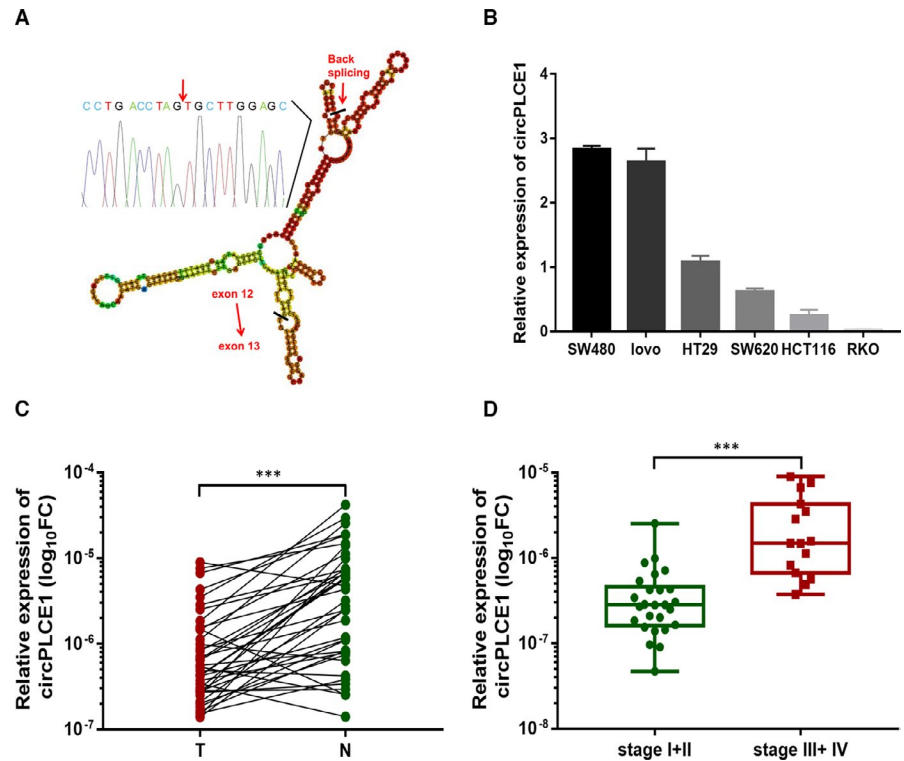 A
Back
splicing
CCTGACCTAGTGCTTGGAGC
exon 12
exon 13
B
Relative expression of circPLCE1
4
3
2
1
0
SW480 lovo HT29 SW620 HCT116 RKO
C
Relative expression of
circPLCE1 (log10FC)
***
10-4
10-5
10-6
10-7
T N
D
Relative expression of
circPLCE1 (log10FC)
***
10-5
10-6
10-7
10-8
stage I+II stage III+ IV